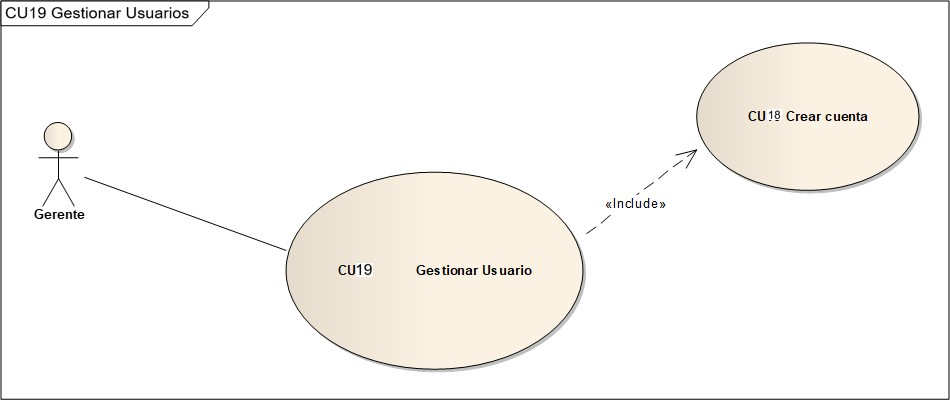 CU19 Gestionar Usuarios
CU18 Crear cuenta
«Include»
Gerente
CU19 Gestionar Usuario